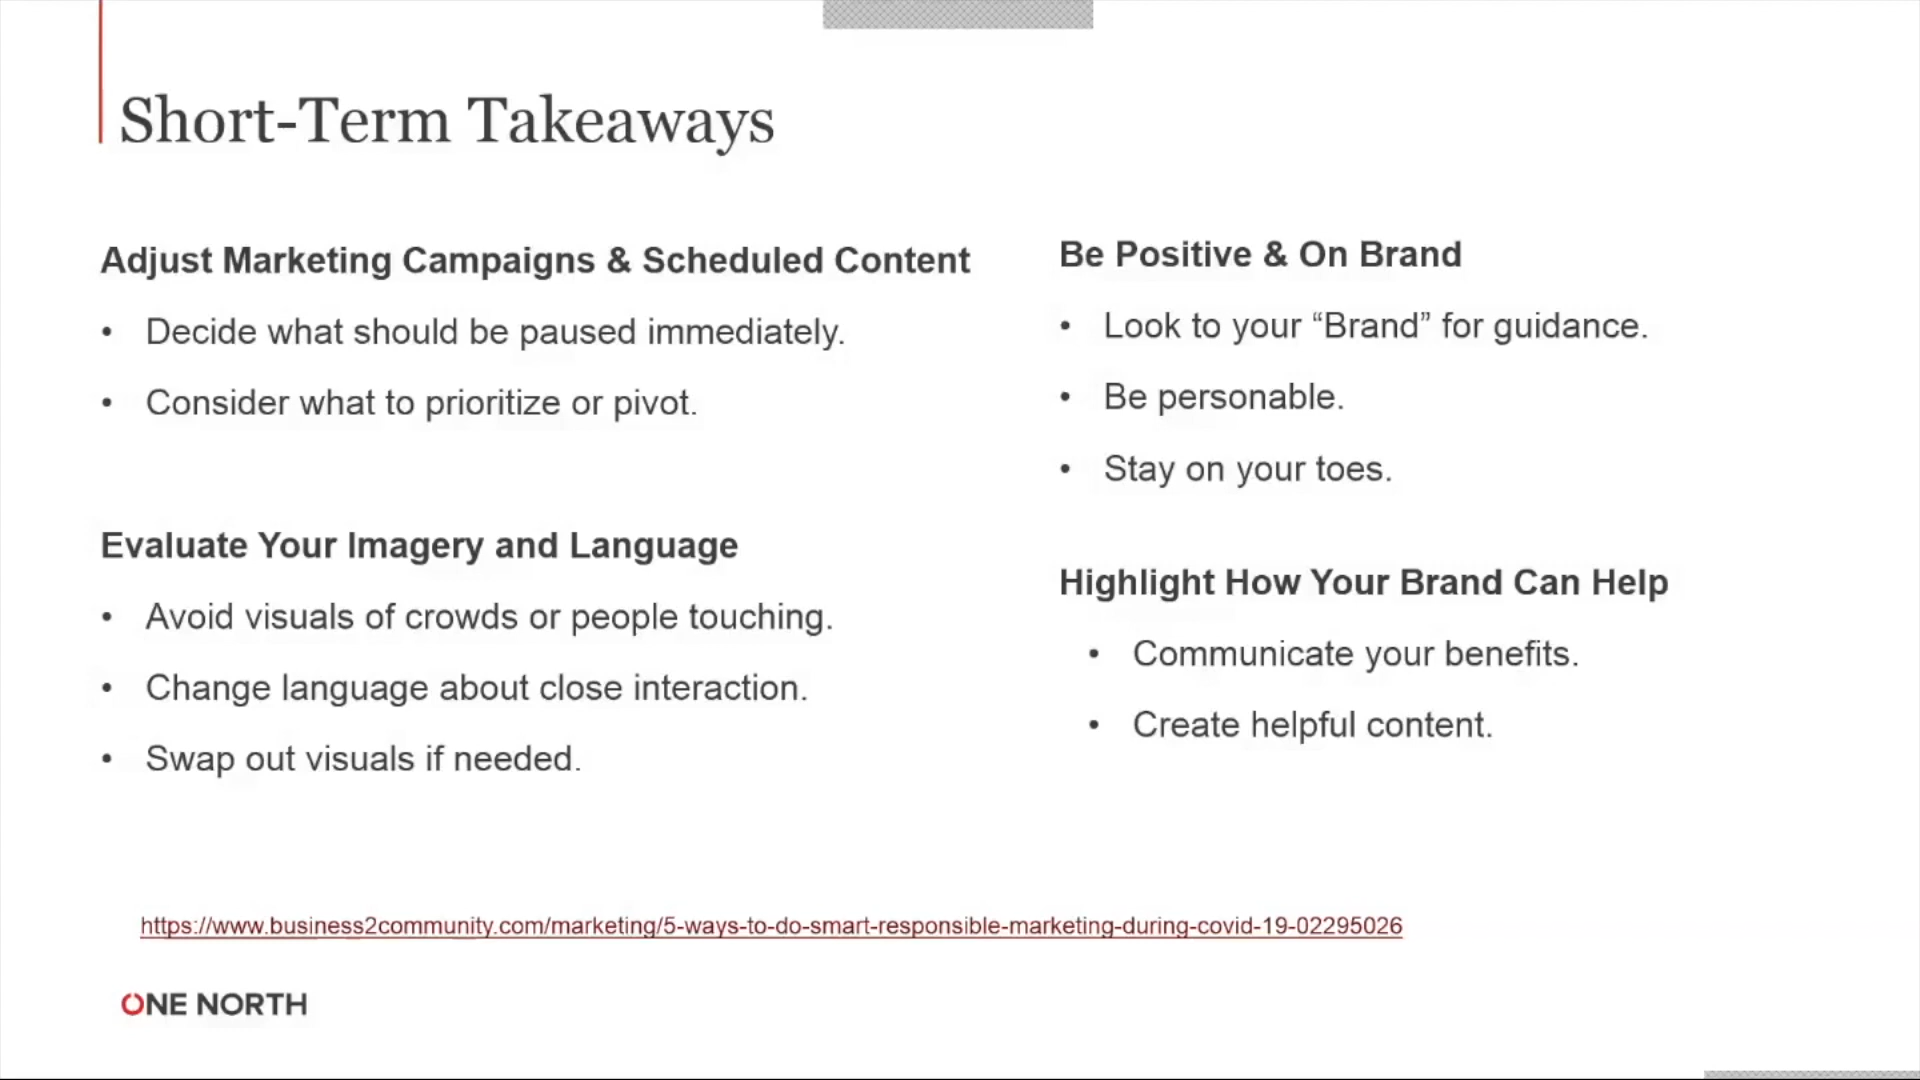 Short-Term Takeaways
Adjust Marketing Campaigns & Scheduled Content
• Decide what should be paused immediately.
• Consider what to prioritize or pivot.
Evaluate Your Imagery and Language
• Avoid visuals of crowds or people touching.
• Change language about close interaction.
• Swap out visuals if needed.
Be Positive & On Brand
• Look to your “Brand” for guidance.
• Be personable.
• Stay on your toes.
Highlight How Your Brand Can Help
• Communicate your benefits.
• Create helpful content.
https://www.business2community.com/marketing/5-ways-to-do-smart-responsible-marketing-during-covid-19-02295026
ONE NORTH